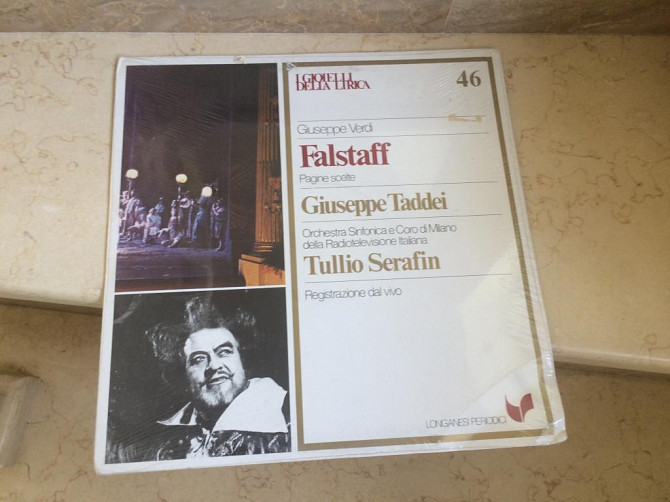 I GIOIELLI
DELLA LIRICA
46
Giuseppe Verdi
Falstaff
Pagine scelte
Giuseppe Taddei
Orchestra Sinfonica e Coro di Milano
della Radiotelevisione Italiana
Tullio Serafin
Registrazione dal vivo
LONGANESI PERIODICI